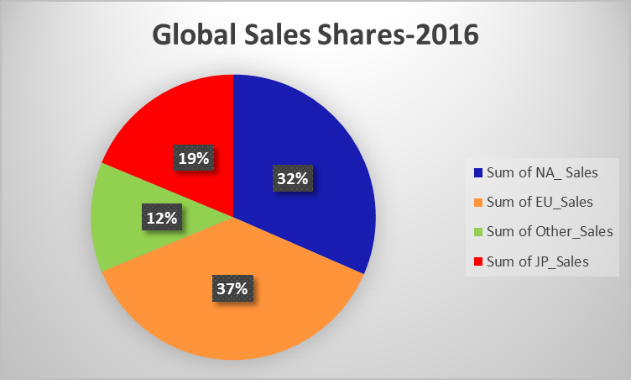 Global Sales Shares-2016
19%
32%
12%
37%
Sum of NA_ Sales
Sum of EU_Sales
Sum of Other_Sales
Sum of JP_Sales